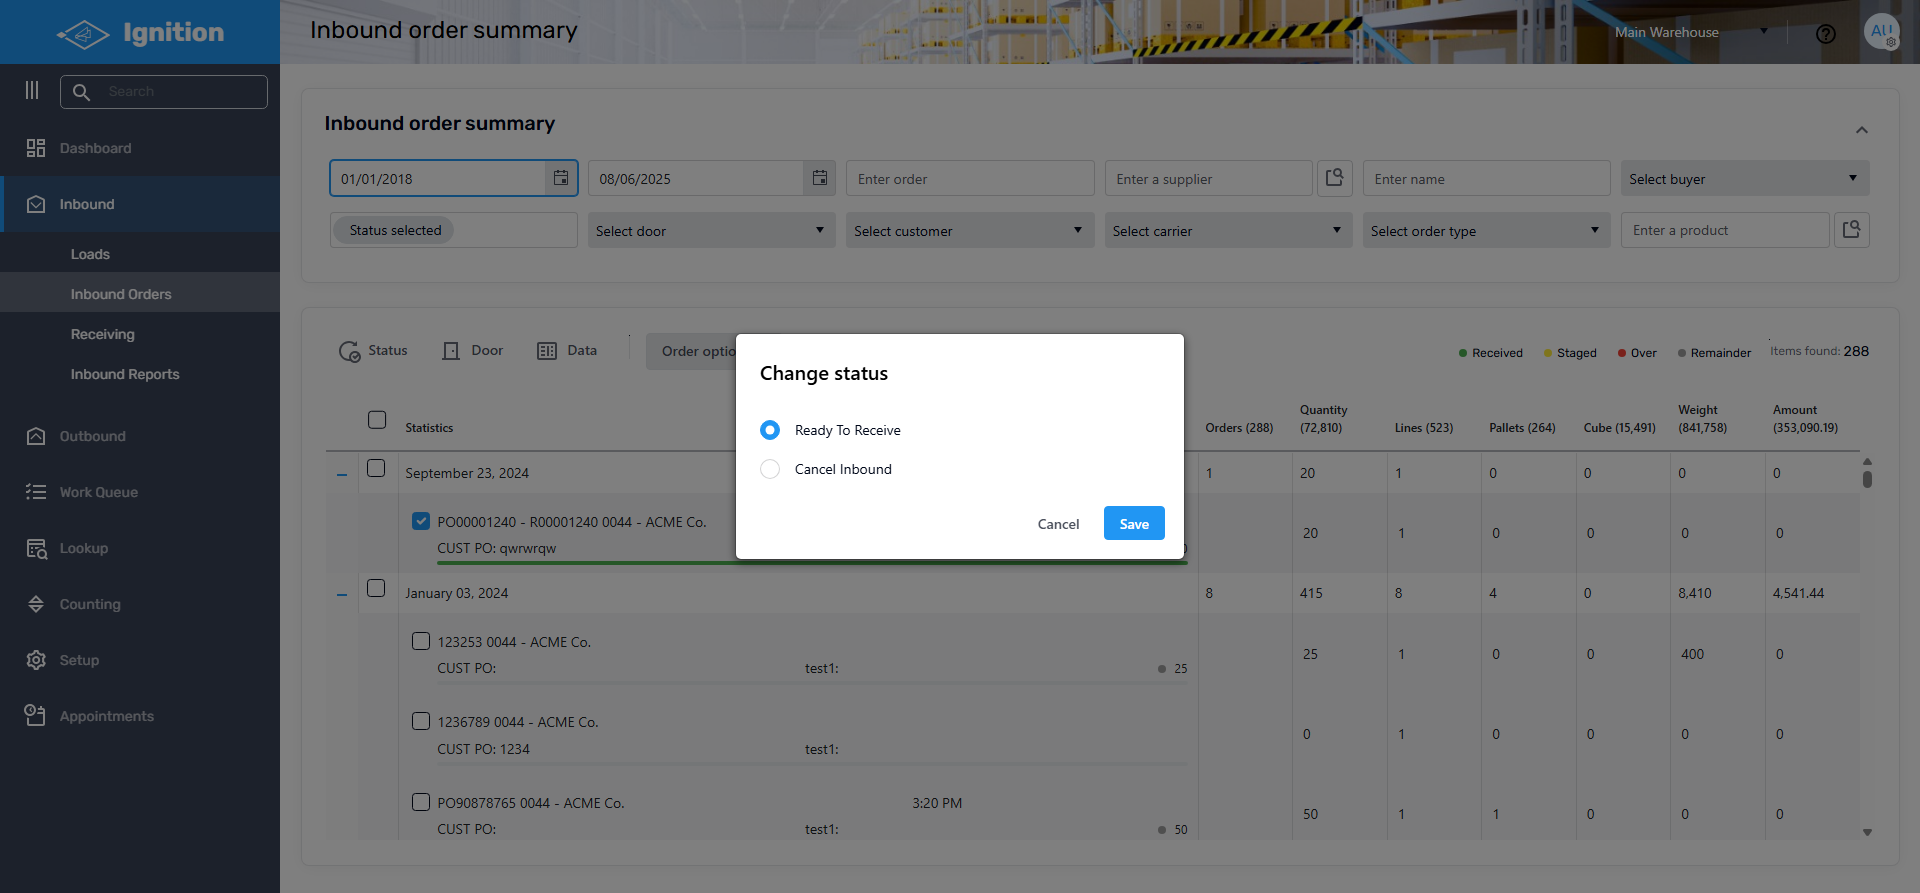 Ignition
Inbound order summary
Main Warehouse
AU
Search
Dashboard
Inbound
Loads
Inbound Orders
Receiving
Inbound Reports
Outbound
Work Queue
Lookup
Counting
Setup
Appointments
Inbound order summary
01/01/2018
08/06/2025
Enter order
Enter a supplier
Enter name
Select buyer
Status selected
Select door
Select customer
Select carrier
Select order type
Enter a product
Status
Door
Data
Received
Staged
Over
Remainder
Items found: 288
Change status
Ready To Receive
Cancel Inbound
Cancel
Save
Statistics
Orders (288)
Quantity
(72,810)
Lines (523)
Pallets (264)
Cube (15,491)
Weight
(841,758)
Amount
(353,090.19)
September 23, 2024
1
20
1
0
0
0
0
PO00001240 - R00001240 0044 - ACME Co.
CUST PO: qwrwrqw
20
1
0
0
0
0
January 03, 2024
8
415
8
4
0
8,410
4,541.44
123253 0044 - ACME Co.
CUST PO:
test1:
25
25
1
0
0
400
0
1236789 0044 - ACME Co.
CUST PO: 1234
test1:
0
1
0
0
0
0
PO90878765 0044 - ACME Co.
3:20 PM
CUST PO:
test1:
50
50
1
1
0
0
0